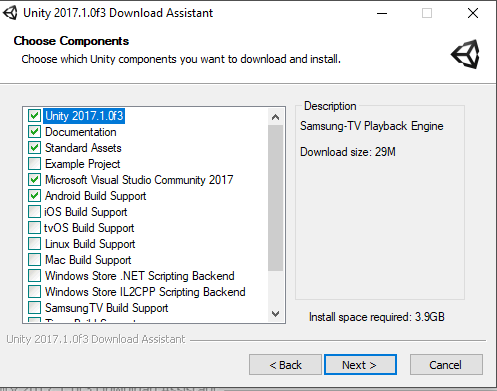 Unity 2017.1.0f3 Download Assistant
Choose Components
Choose which Unity components you want to download and install.
Unity 2017.1.0f3
Documentation
Standard Assets
Example Project
Microsoft Visual Studio Community 2017
Android Build Support
iOS Build Support
tvOS Build Support
Linux Build Support
Mac Build Support
Windows Store .NET Scripting Backend
Windows Store IL2CPP Scripting Backend
SamsungTV Build Support
Description
Samsung-TV Playback Engine
Download size: 29M
Install space required: 3.9GB
Unity 2017.1.0f3 Download Assistant
< Back
Next >
Cancel